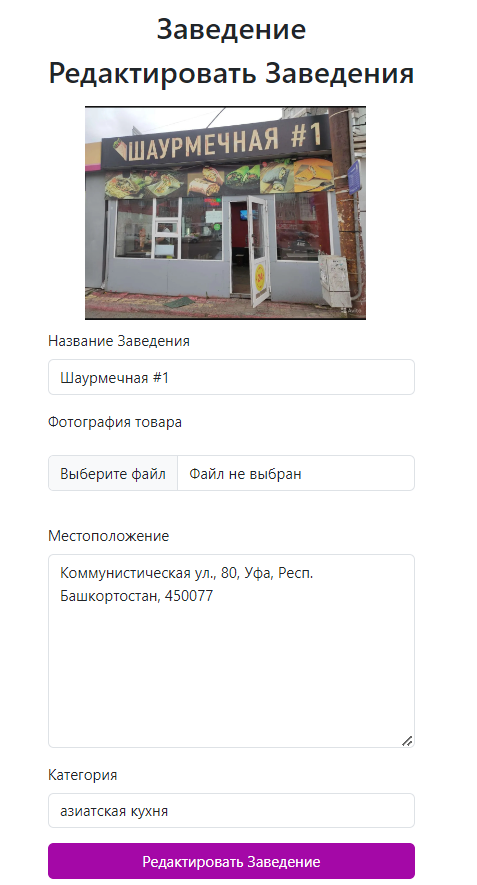 Заведение
Редактировать Заведения
ШАУРМЕЧНАЯ #1
Название Заведения
Шаурмечная #1
Фотография товара
Выберите файл Файл не выбран
Местоположение
Коммунистическая ул., 80, Уфа, Респ.
Башкортостан, 450077
Категория
азиатская кухня
Редактировать Заведение